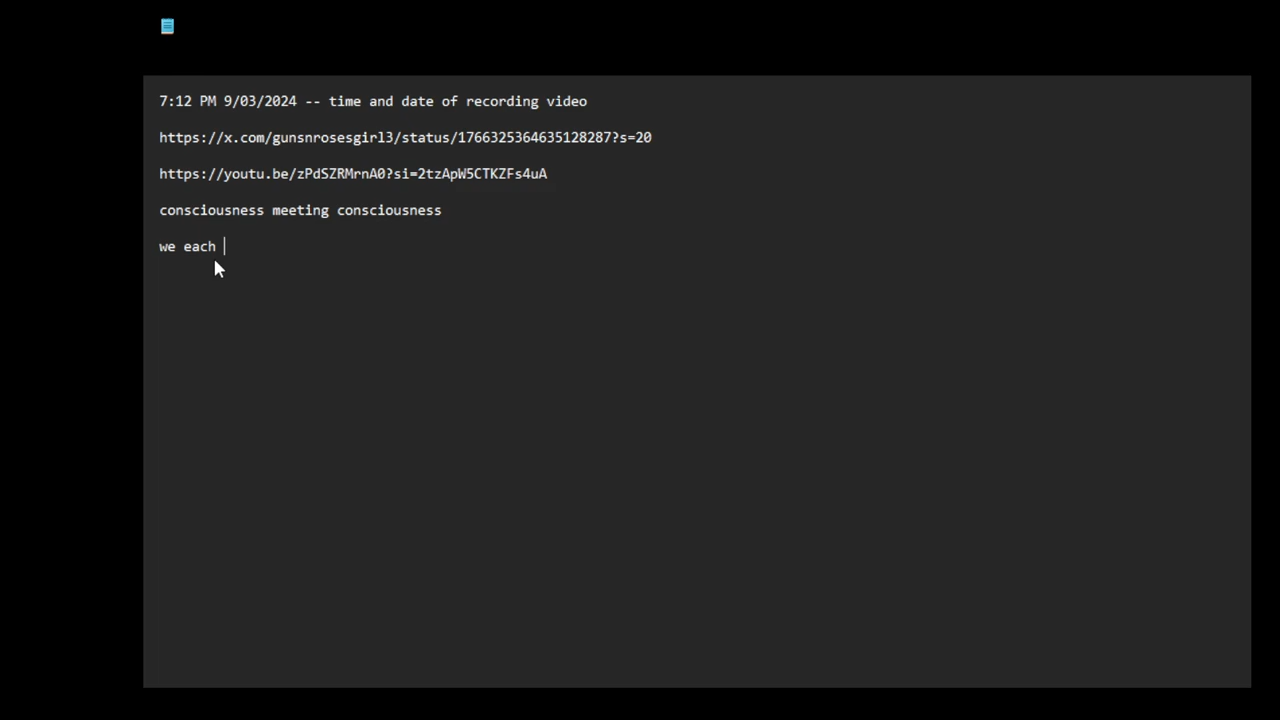 7:12 PM 9/03/2024 -- time and date of recording video
https://x.com/gunsnrosesgirl3/status/1766325364635128287?s=20
https://youtu.be/zPdSZRMrnA0?si=2tzApW5CTKZFs4uA
consciousness meeting consciousness
we each